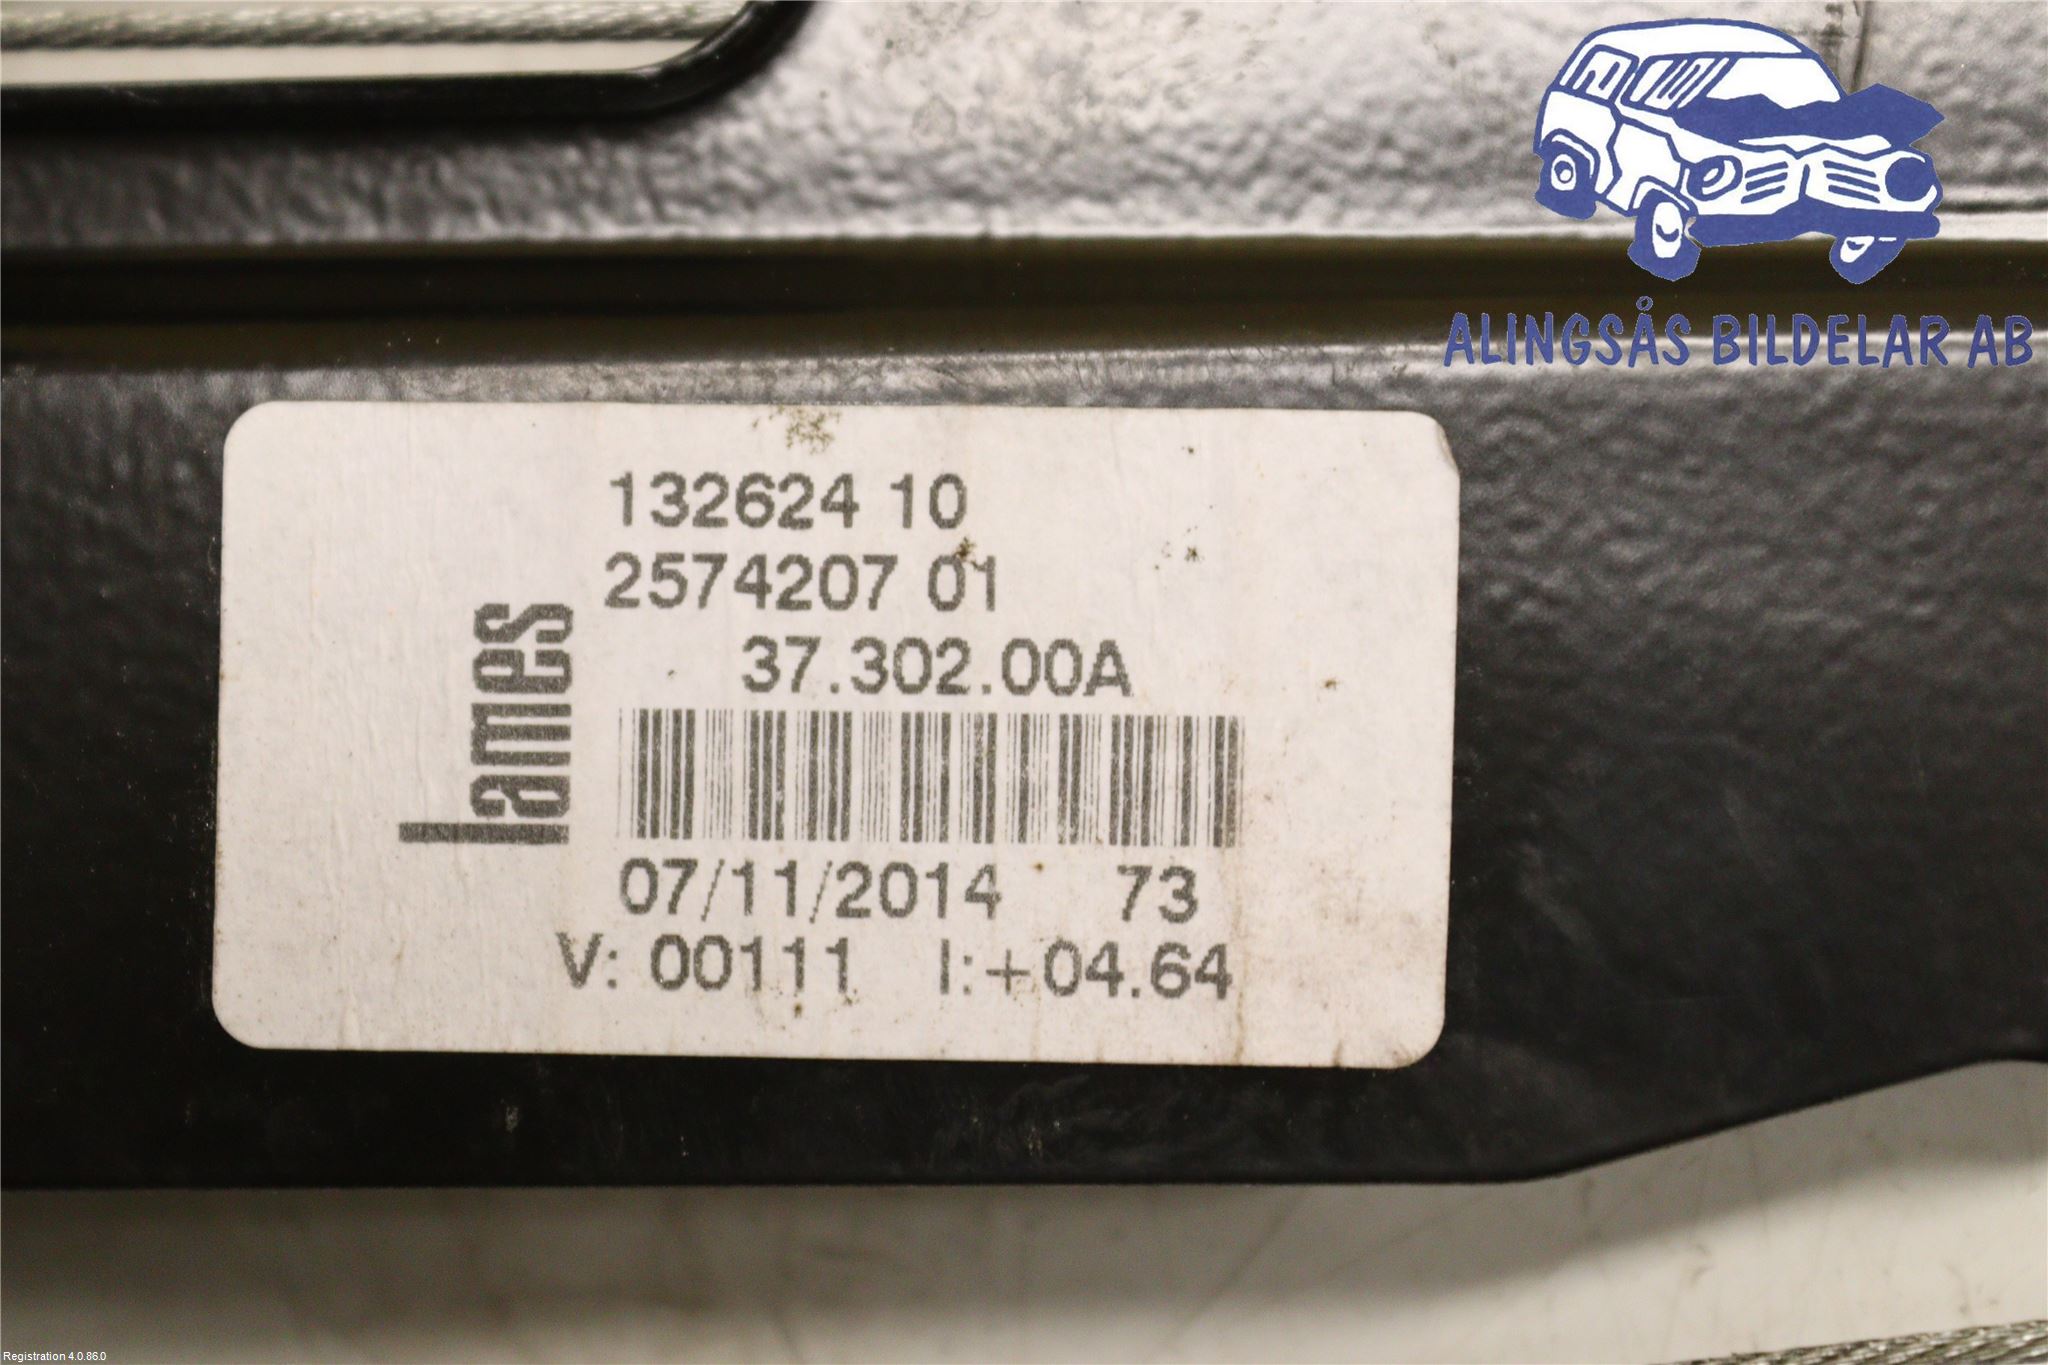 ALINGSÅS BILDELAR AB
132624 10
2574207 01
37.302.00A
lames
07/11/2014 73
V: 00111 I:+04.64
Registration 4.0.86.0